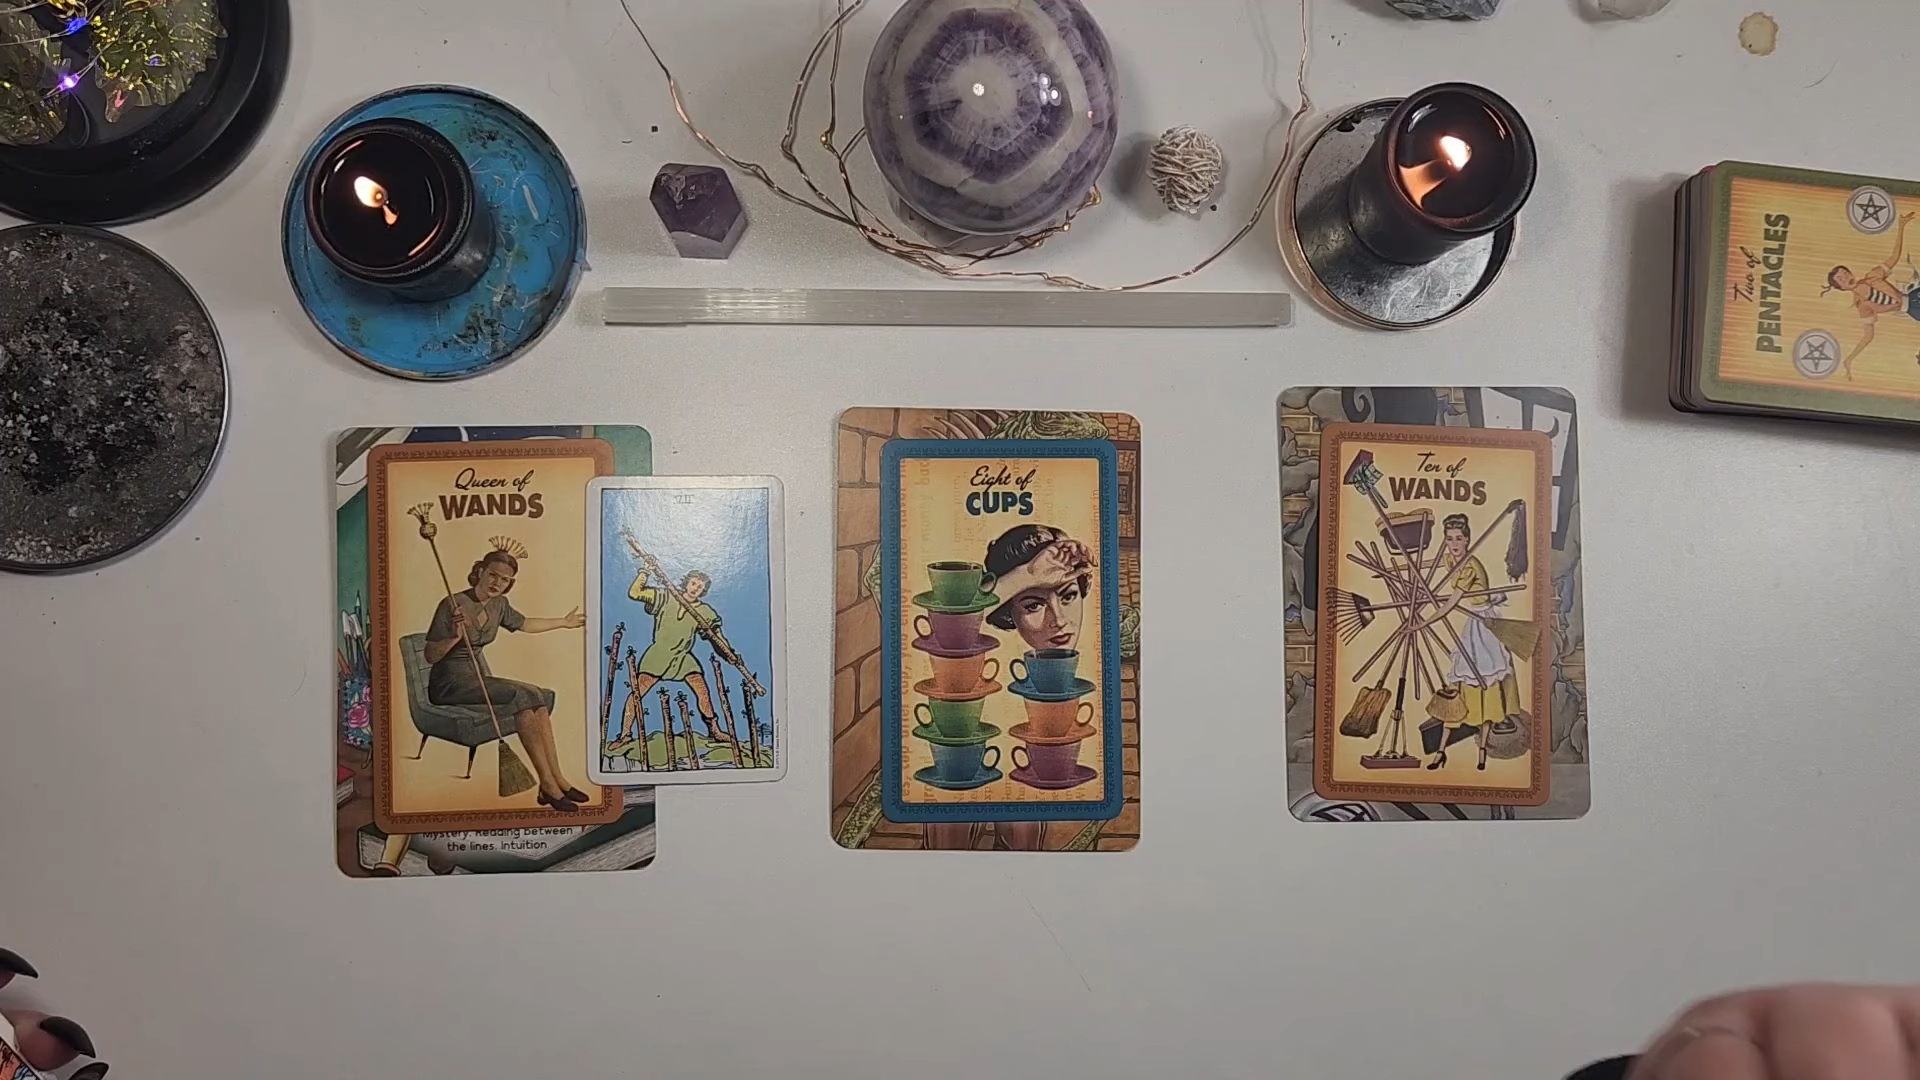 Queen of
WANDS
VII
Mystery. Reading between
the lines. Intuition
Eight of
CUPS
Ten of
WANDS
Two of
PENTACLES